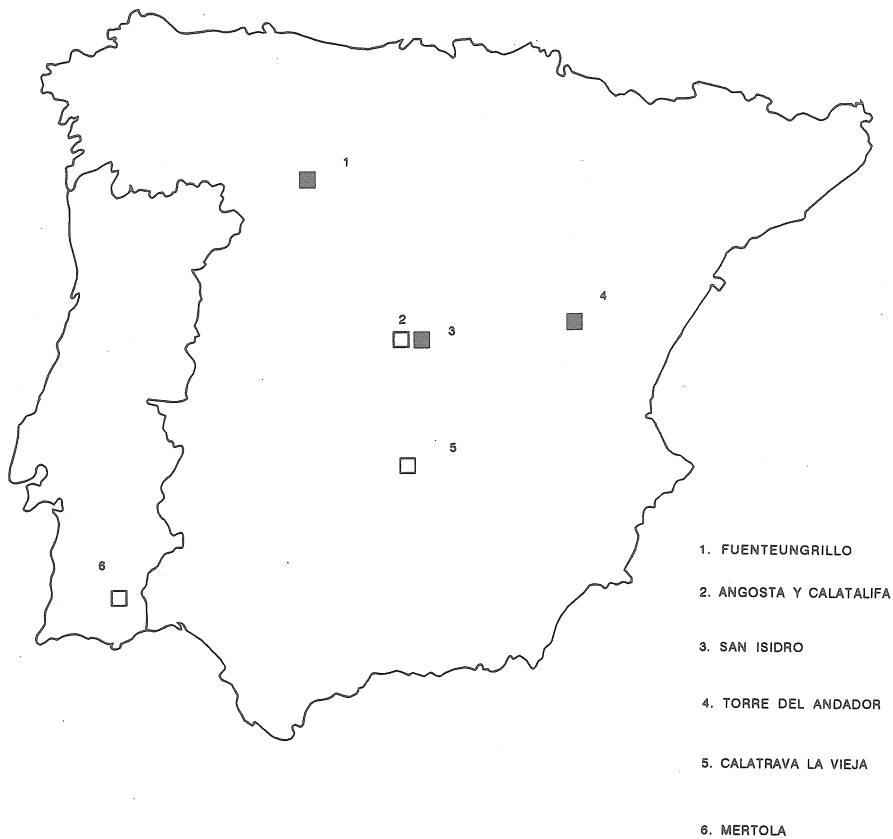 1
4
2
3
5
6
1. FUENTEUNGRILLO
2. ANGOSTA Y CALATALIFA
3. SAN ISIDRO
4. TORRE DEL ANDADOR
5. CALATRAVA LA VIEJA
6. MERTOLA